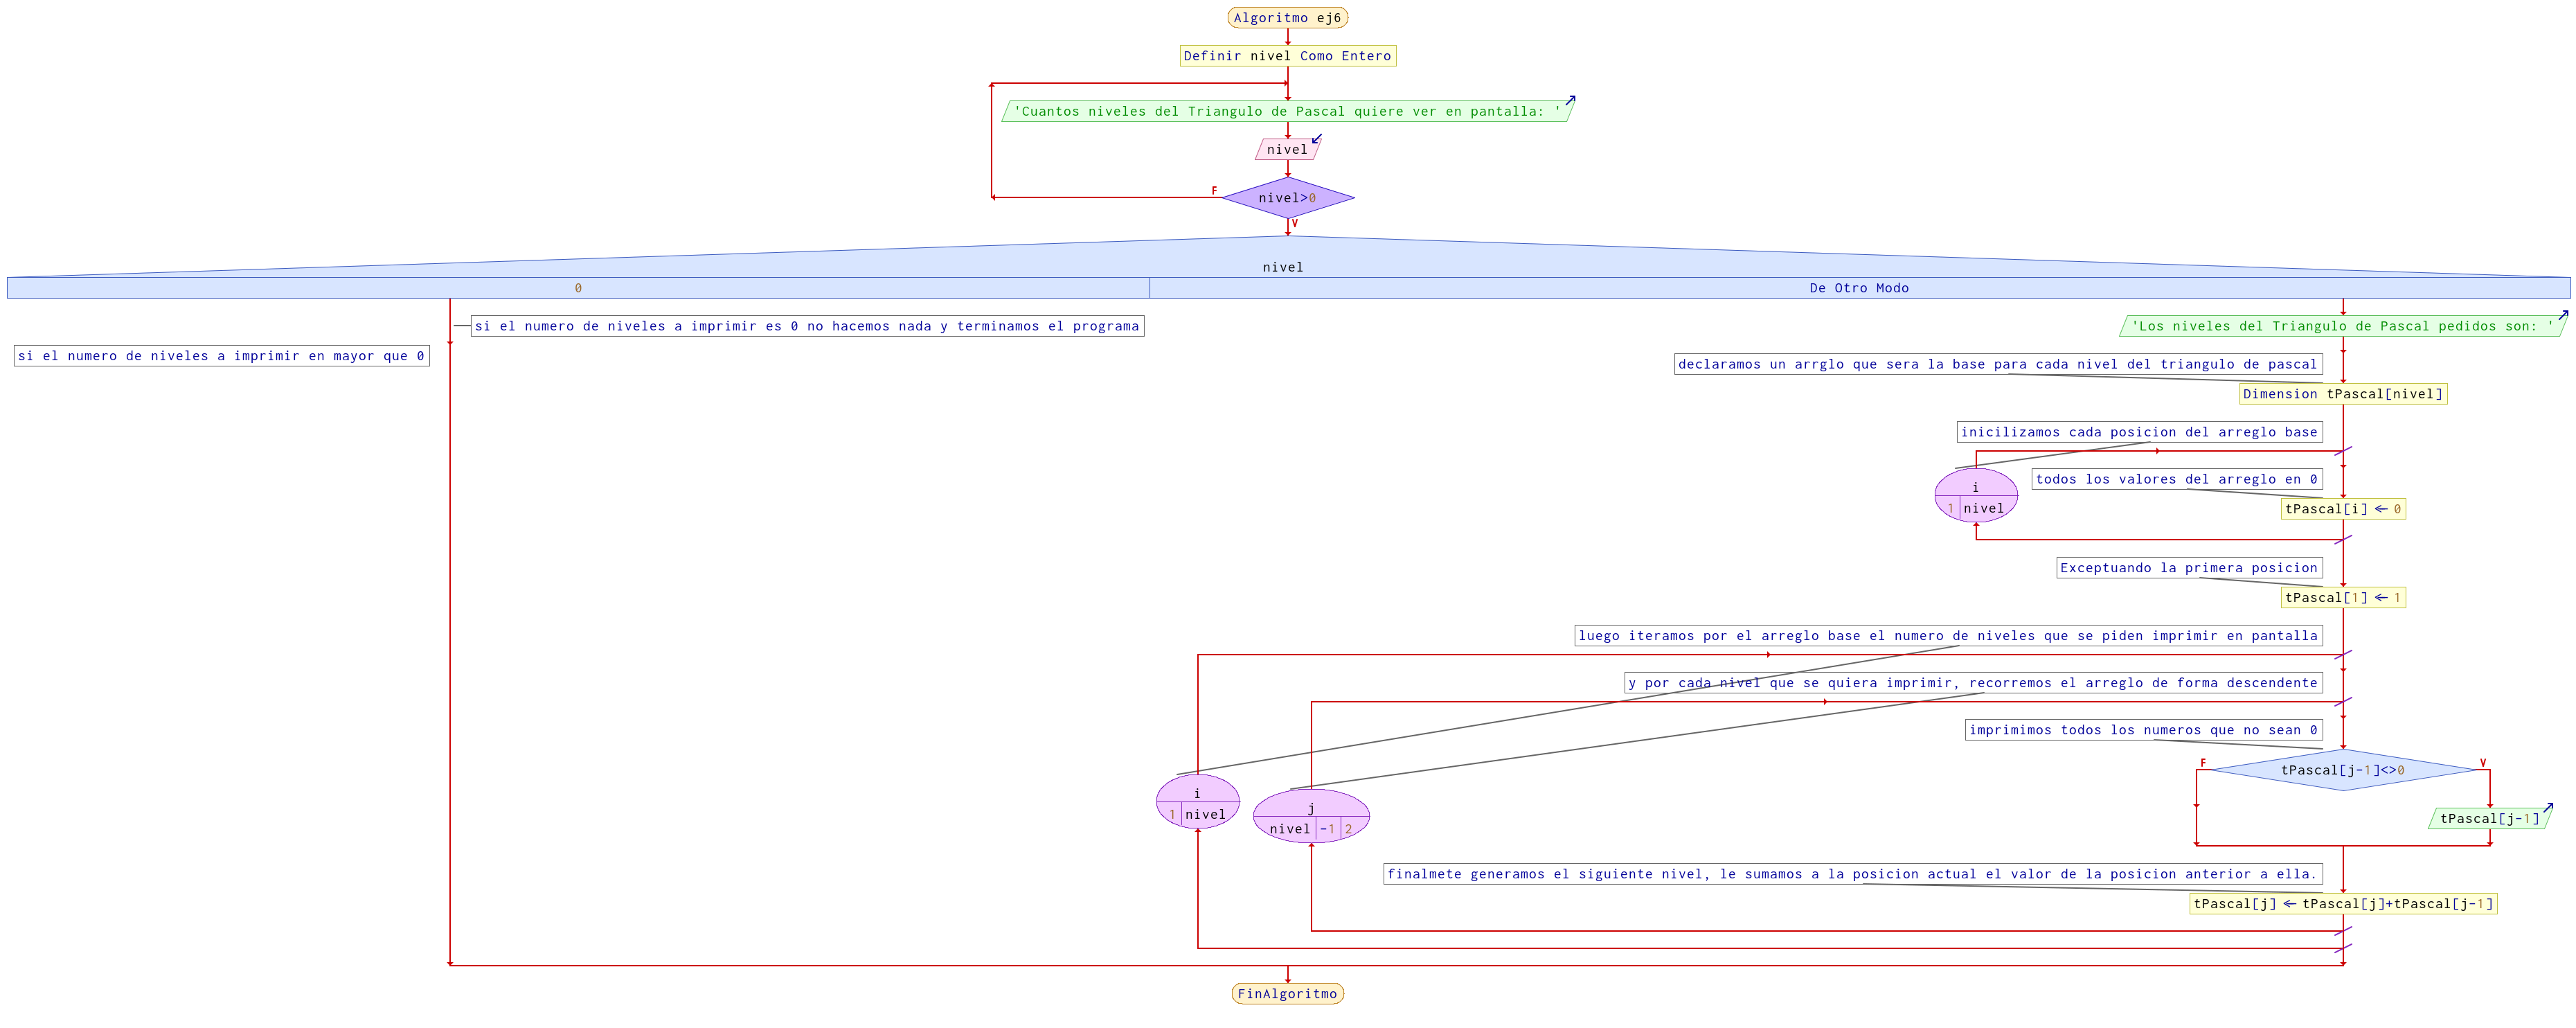 Algoritmo ej6
Definir nivel Como Entero
'Cuantos niveles del Triangulo de Pascal quiere ver en pantalla: '
nivel
nivel>0
F
V
nivel
0
De Otro Modo
si el numero de niveles a imprimir es 0 no hacemos nada y terminamos el programa
si el numero de niveles a imprimir en mayor que 0
'Los niveles del Triangulo de Pascal pedidos son: '
declaramos un arrglo que sera la base para cada nivel del triangulo de pascal
Dimension tPascal[nivel]
inicilizamos cada posicion del arreglo base
i
1 nivel
todos los valores del arreglo en 0
tPascal[i] ← 0
Exceptuando la primera posicion
tPascal[1] ← 1
luego iteramos por el arreglo base el numero de niveles que se piden imprimir en pantalla
i
1 nivel
y por cada nivel que se quiera imprimir, recorremos el arreglo de forma descendente
j
nivel -1 2
imprimimos todos los numeros que no sean 0
tPascal[j-1]<>0
F
V
tPascal[j-1]
finalmete generamos el siguiente nivel, le sumamos a la posicion actual el valor de la posicion anterior a ella.
tPascal[j] ← tPascal[j]+tPascal[j-1]
FinAlgoritmo